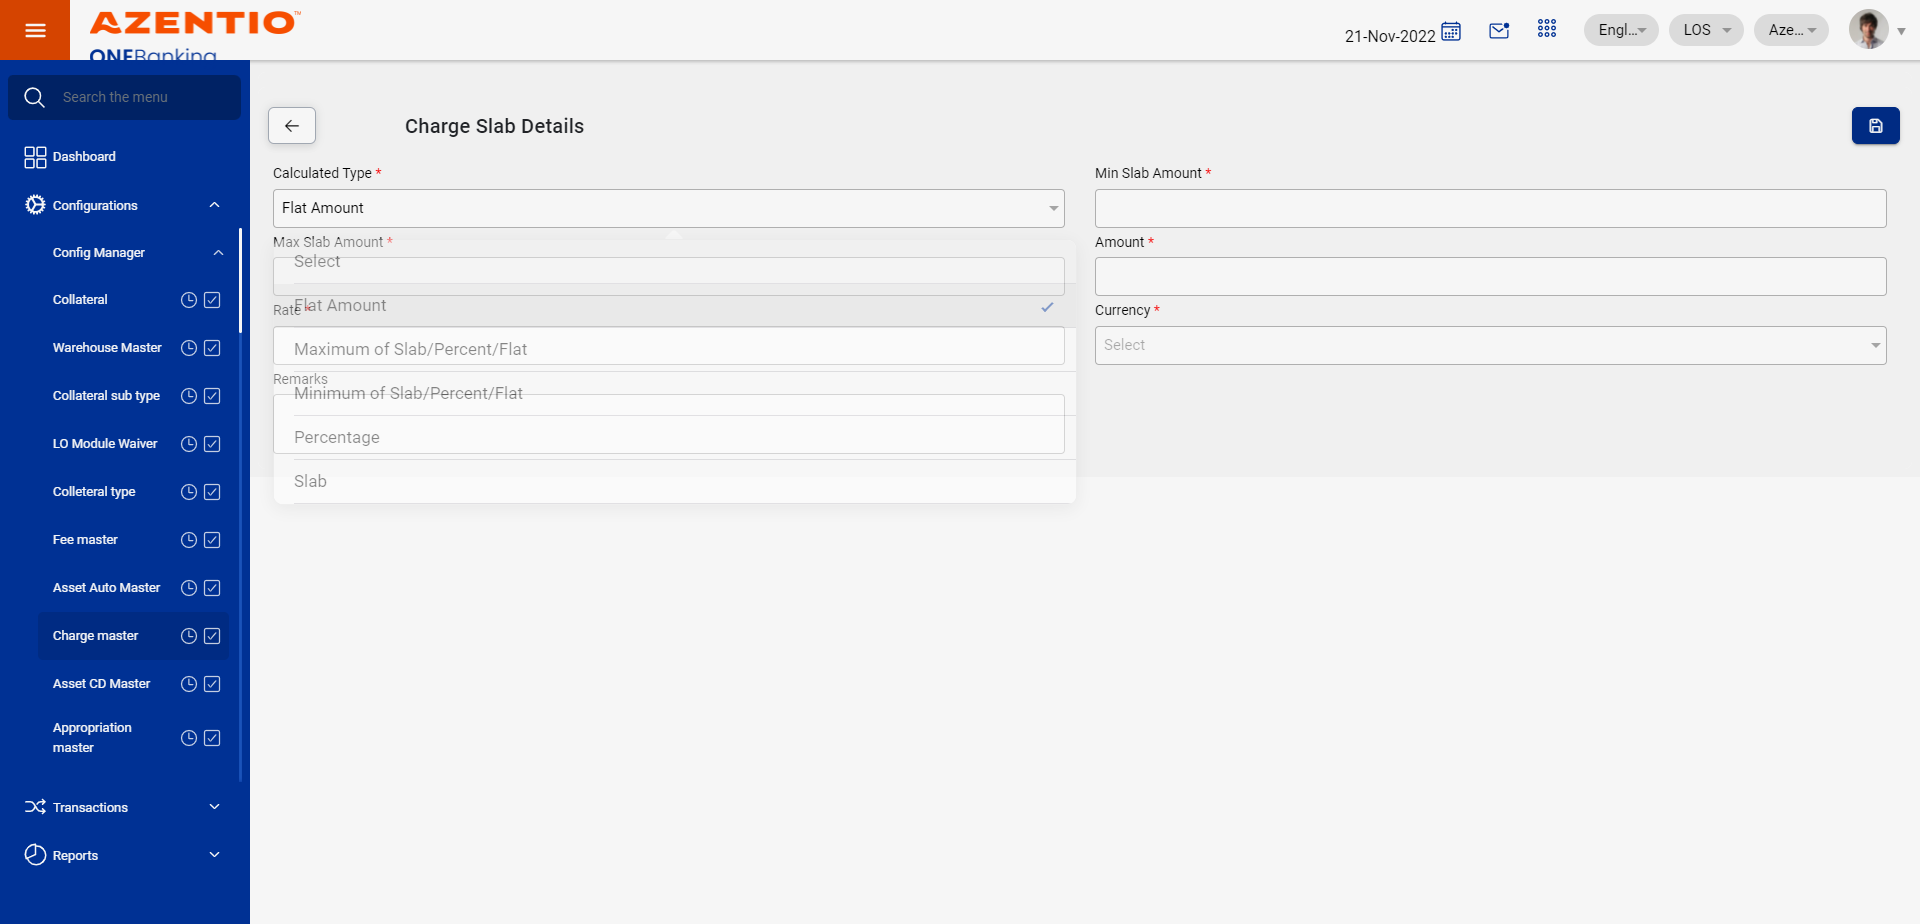 AZENTIO™
ONEBanking
21-Nov-2022
Engl...
LOS
Aze...
Search the menu
Dashboard
Configurations
Config Manager
Collateral
Warehouse Master
Collateral sub type
LO Module Waiver
Colleteral type
Fee master
Asset Auto Master
Charge master
Asset CD Master
Appropriation
master
Transactions
Reports
Charge Slab Details
Calculated Type *
Flat Amount
Min Slab Amount *
Max Slab Amount *
Amount *
Rate *
Currency *
Select
Remarks
Select
Flat Amount
Maximum of Slab/Percent/Flat
Minimum of Slab/Percent/Flat
Percentage
Slab